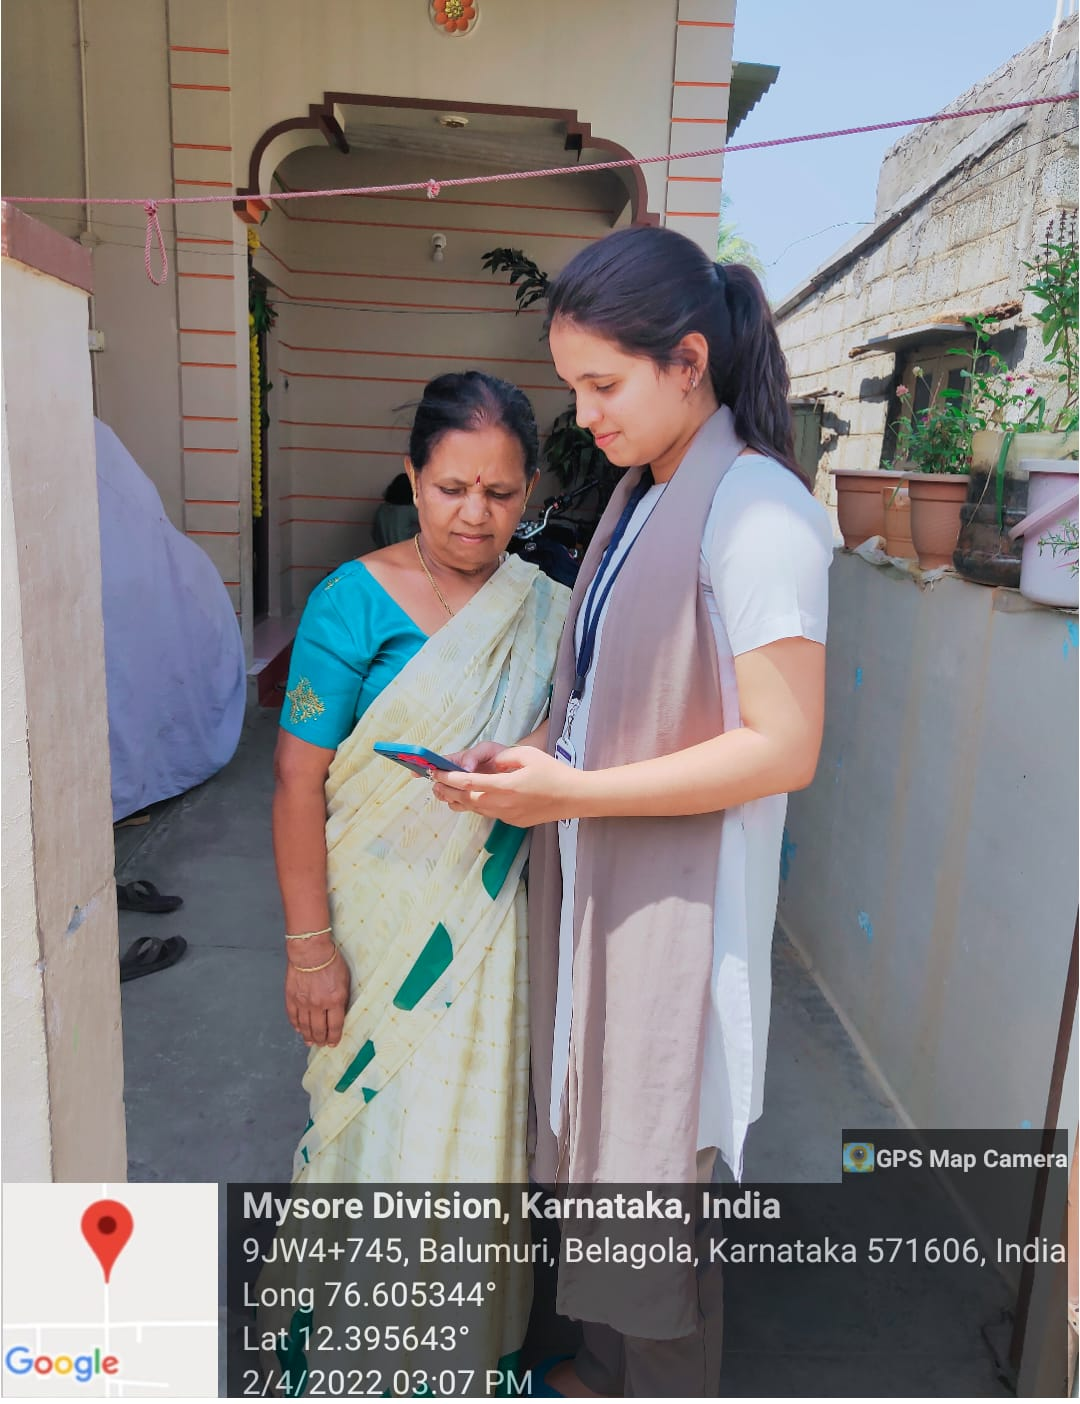 GPS Map Camera
Mysore Division, Karnataka, India
9JW4+745, Balumuri, Belagola, Karnataka 571606, India
Long 76.605344°
Lat 12.395643°
2/4/2022 03:07 PM
Google